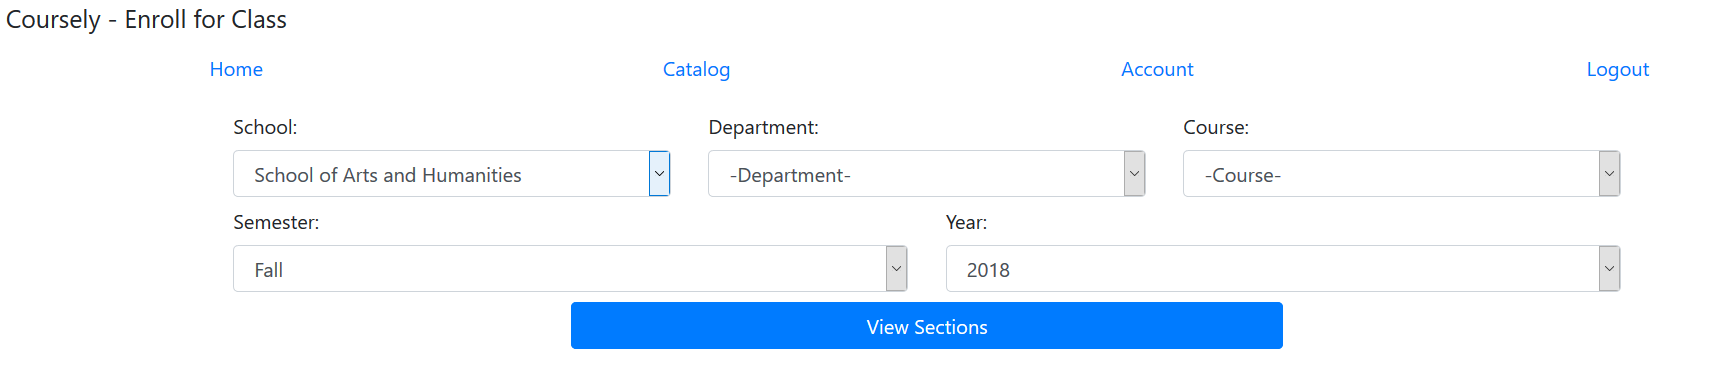 Coursely - Enroll for Class
Home Catalog Account Logout
School: Department: Course:
School of Arts and Humanities -Department- -Course-
Semester: Year:
Fall 2018
View Sections